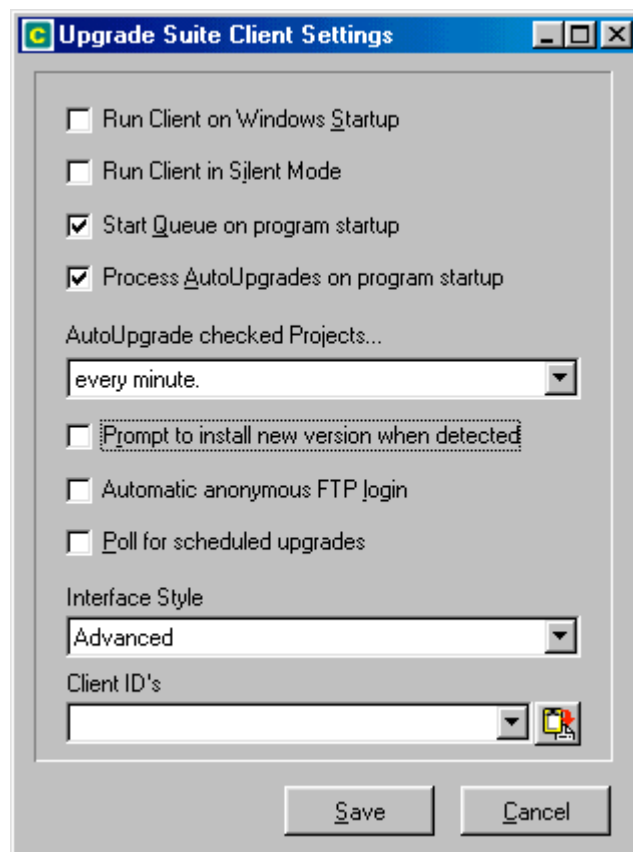 Upgrade Suite Client Settings
Run Client on Windows Startup
Run Client in Silent Mode
Start Queue on program startup
Process AutoUpgrades on program startup
AutoUpgrade checked Projects...
every minute.
Prompt to install new version when detected
Automatic anonymous FTP login
Poll for scheduled upgrades
Interface Style
Advanced
Client ID's
Save Cancel